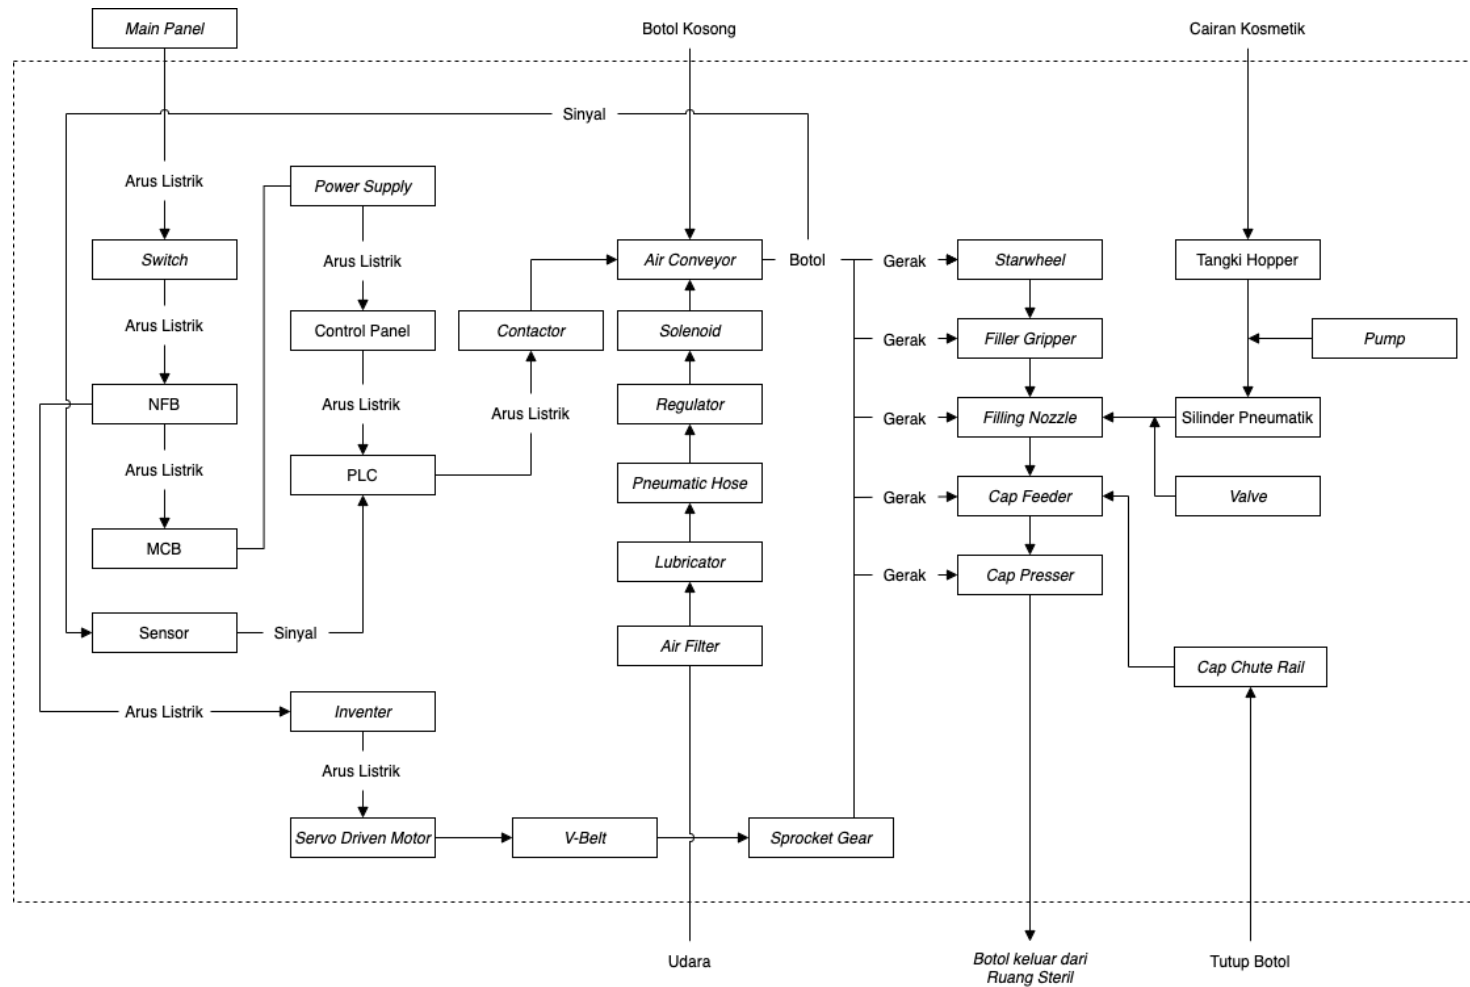 Main Panel
Botol Kosong
Cairan Kosmetik
Sinyal
Arus Listrik
Power Supply
Switch
Arus Listrik
Air Conveyor
Botol
Gerak
Starwheel
Tangki Hopper
Arus Listrik
Control Panel
Contactor
Solenoid
Gerak
Filler Gripper
Pump
NFB
Arus Listrik
Arus Listrik
Regulator
Gerak
Filling Nozzle
Silinder Pneumatik
Arus Listrik
PLC
Pneumatic Hose
Gerak
Cap Feeder
Valve
MCB
Lubricator
Gerak
Cap Presser
Sensor
Sinyal
Air Filter
Cap Chute Rail
Arus Listrik
Inventer
Arus Listrik
Servo Driven Motor
V-Belt
Sprocket Gear
Udara
Botol keluar dari
Ruang Steril
Tutup Botol